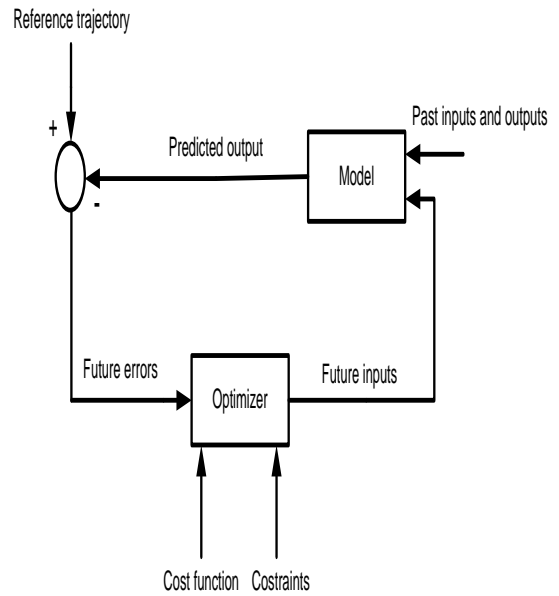 Reference trajectory
+
Past inputs and outputs
Predicted output
Model
-
Future errors
Optimizer
Future inputs
Cost function
Costraints